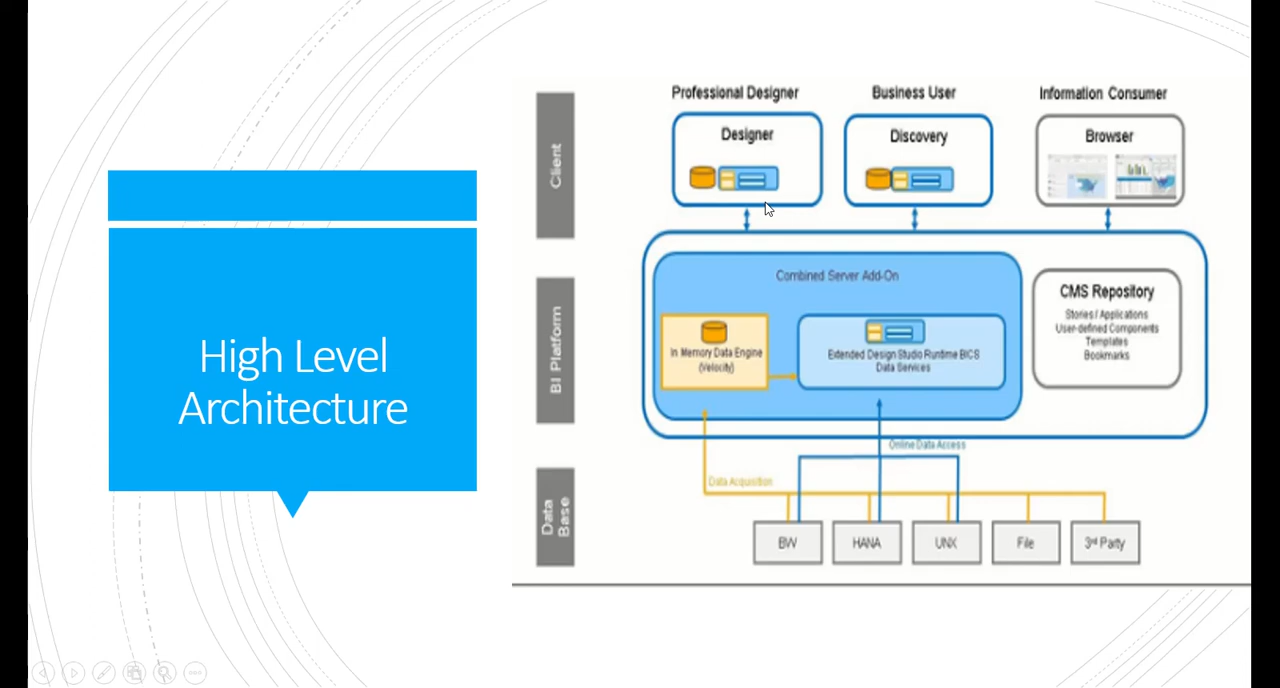 High Level
Architecture
Client
BI Platform
Data
Base
Professional Designer
Business User
Information Consumer
Designer
Discovery
Browser
Combined Server Add-On
In Memory Data Engine
(Velocity)
Extended Design Studio Runtime BICS
Data Services
CMS Repository
Stories / Applications
User-defined Components
Templates
Bookmarks
Online Data Access
Data Acquisition
BW
HANA
UNX
File
3rd Party